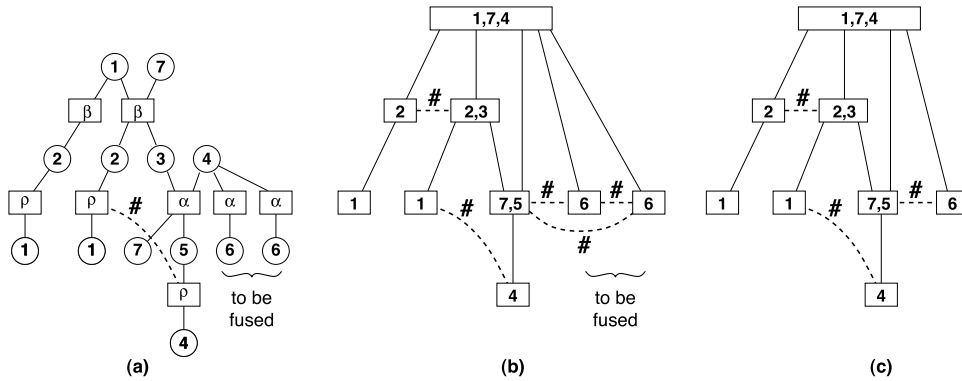 1 7
β β
2 2 3 4
ρ ρ # α α α
1 1 7 5 6 6
ρ
to be
fused
4
(a)
1,7,4
2 # 2,3
1 1 # 7,5 # 6 # 6
#
4
to be
fused
(b)
1,7,4
2 # 2,3
1 1 # 7,5 # 6
4
(c)